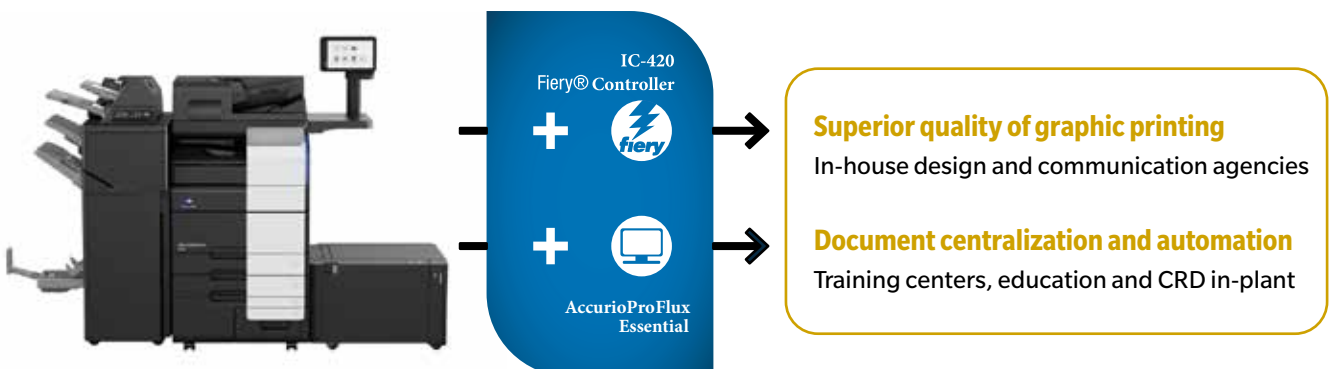 IC-420
Fiery® Controller
fiery
AccurioProFlux
Essential
Superior quality of graphic printing
In-house design and communication agencies
Document centralization and automation
Training centers, education and CRD in-plant